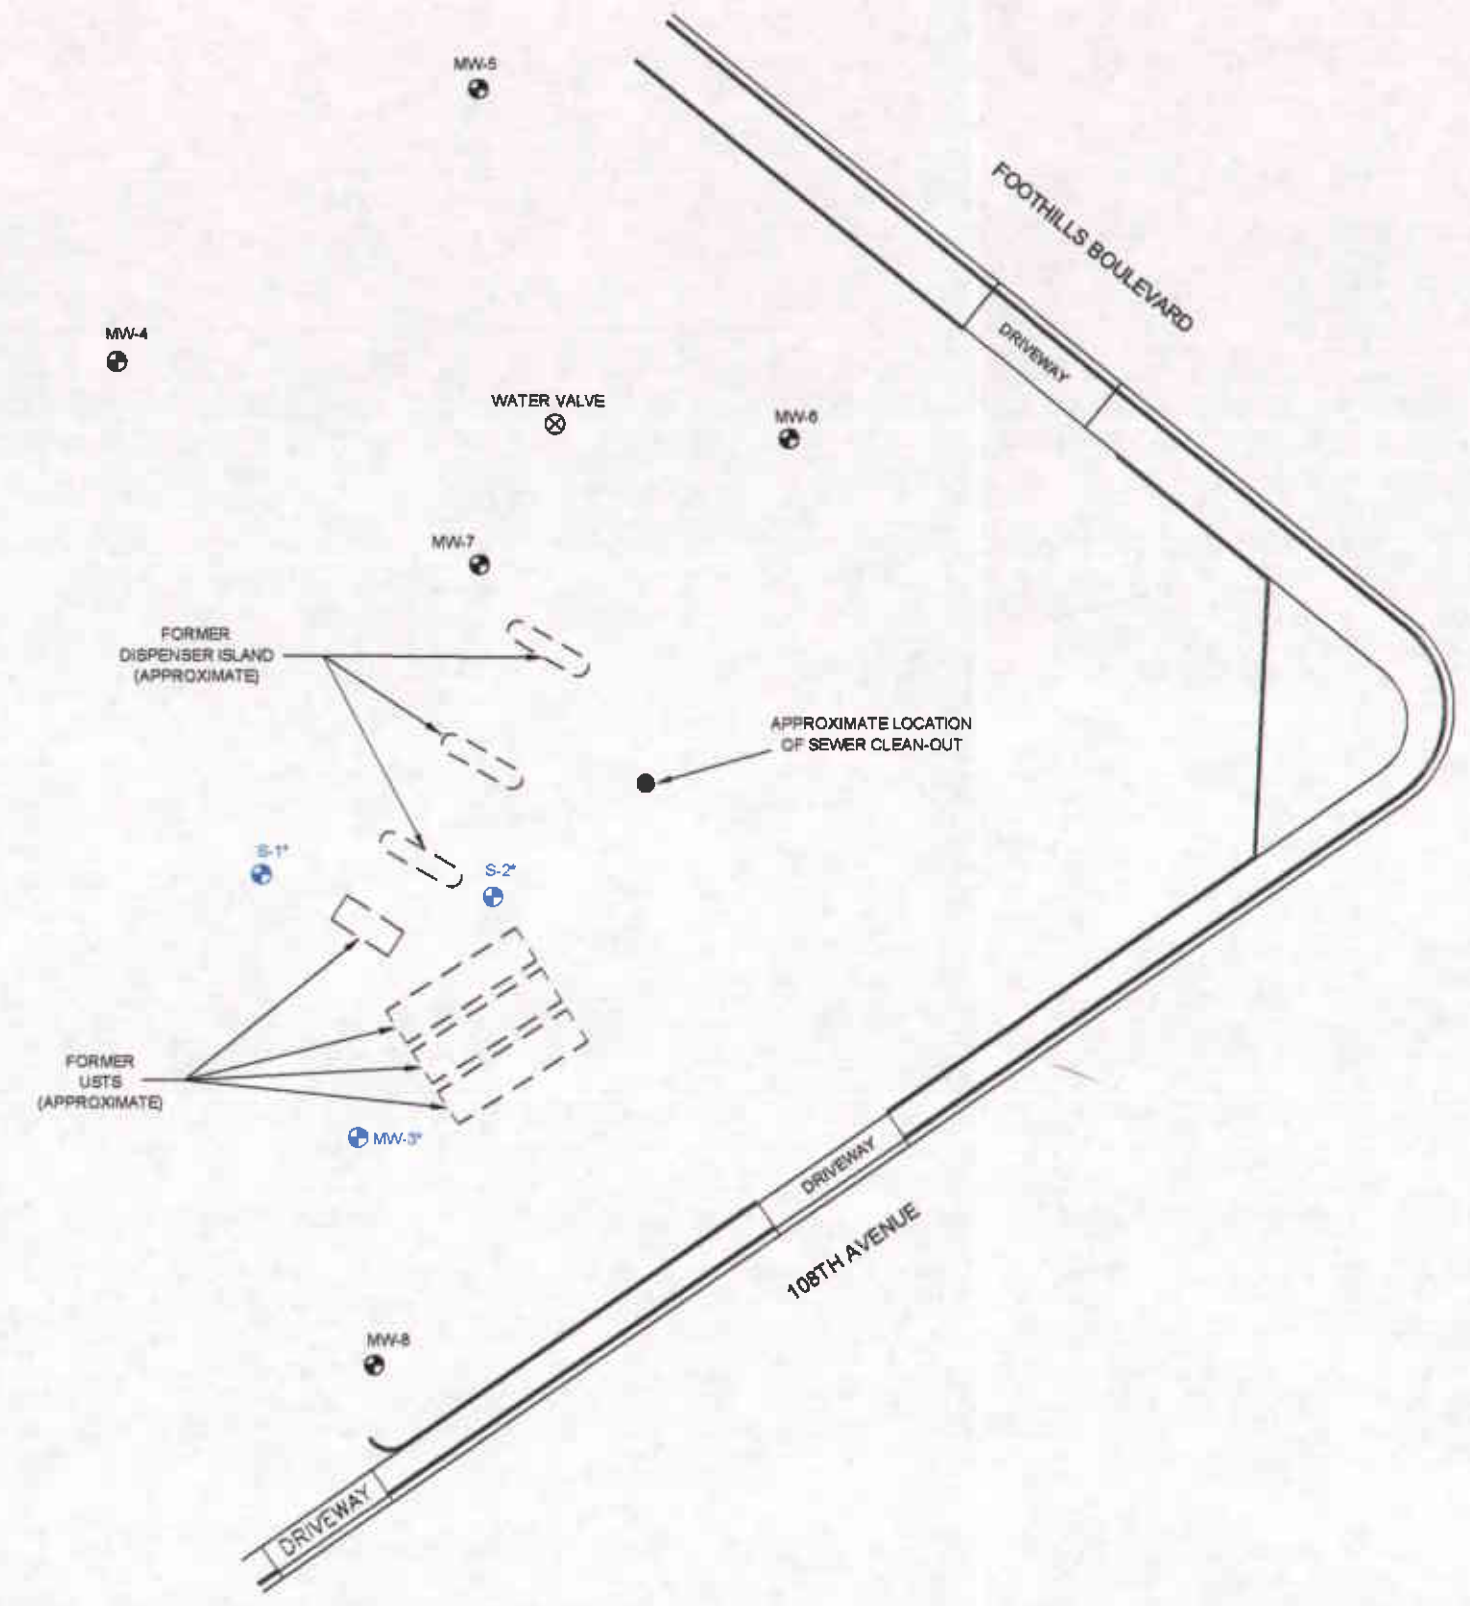 MW-5
FOOTHILLS BOULEVARD
MW-4
DRIVEWAY
WATER VALVE
MW-6
MW-7
FORMER
DISPENSER ISLAND
(APPROXIMATE)
APPROXIMATE LOCATION
OF SEWER CLEAN-OUT
S-1*
S-2*
FORMER
USTS
(APPROXIMATE)
MW-3*
DRIVEWAY
108TH AVENUE
MW-8
DRIVEWAY